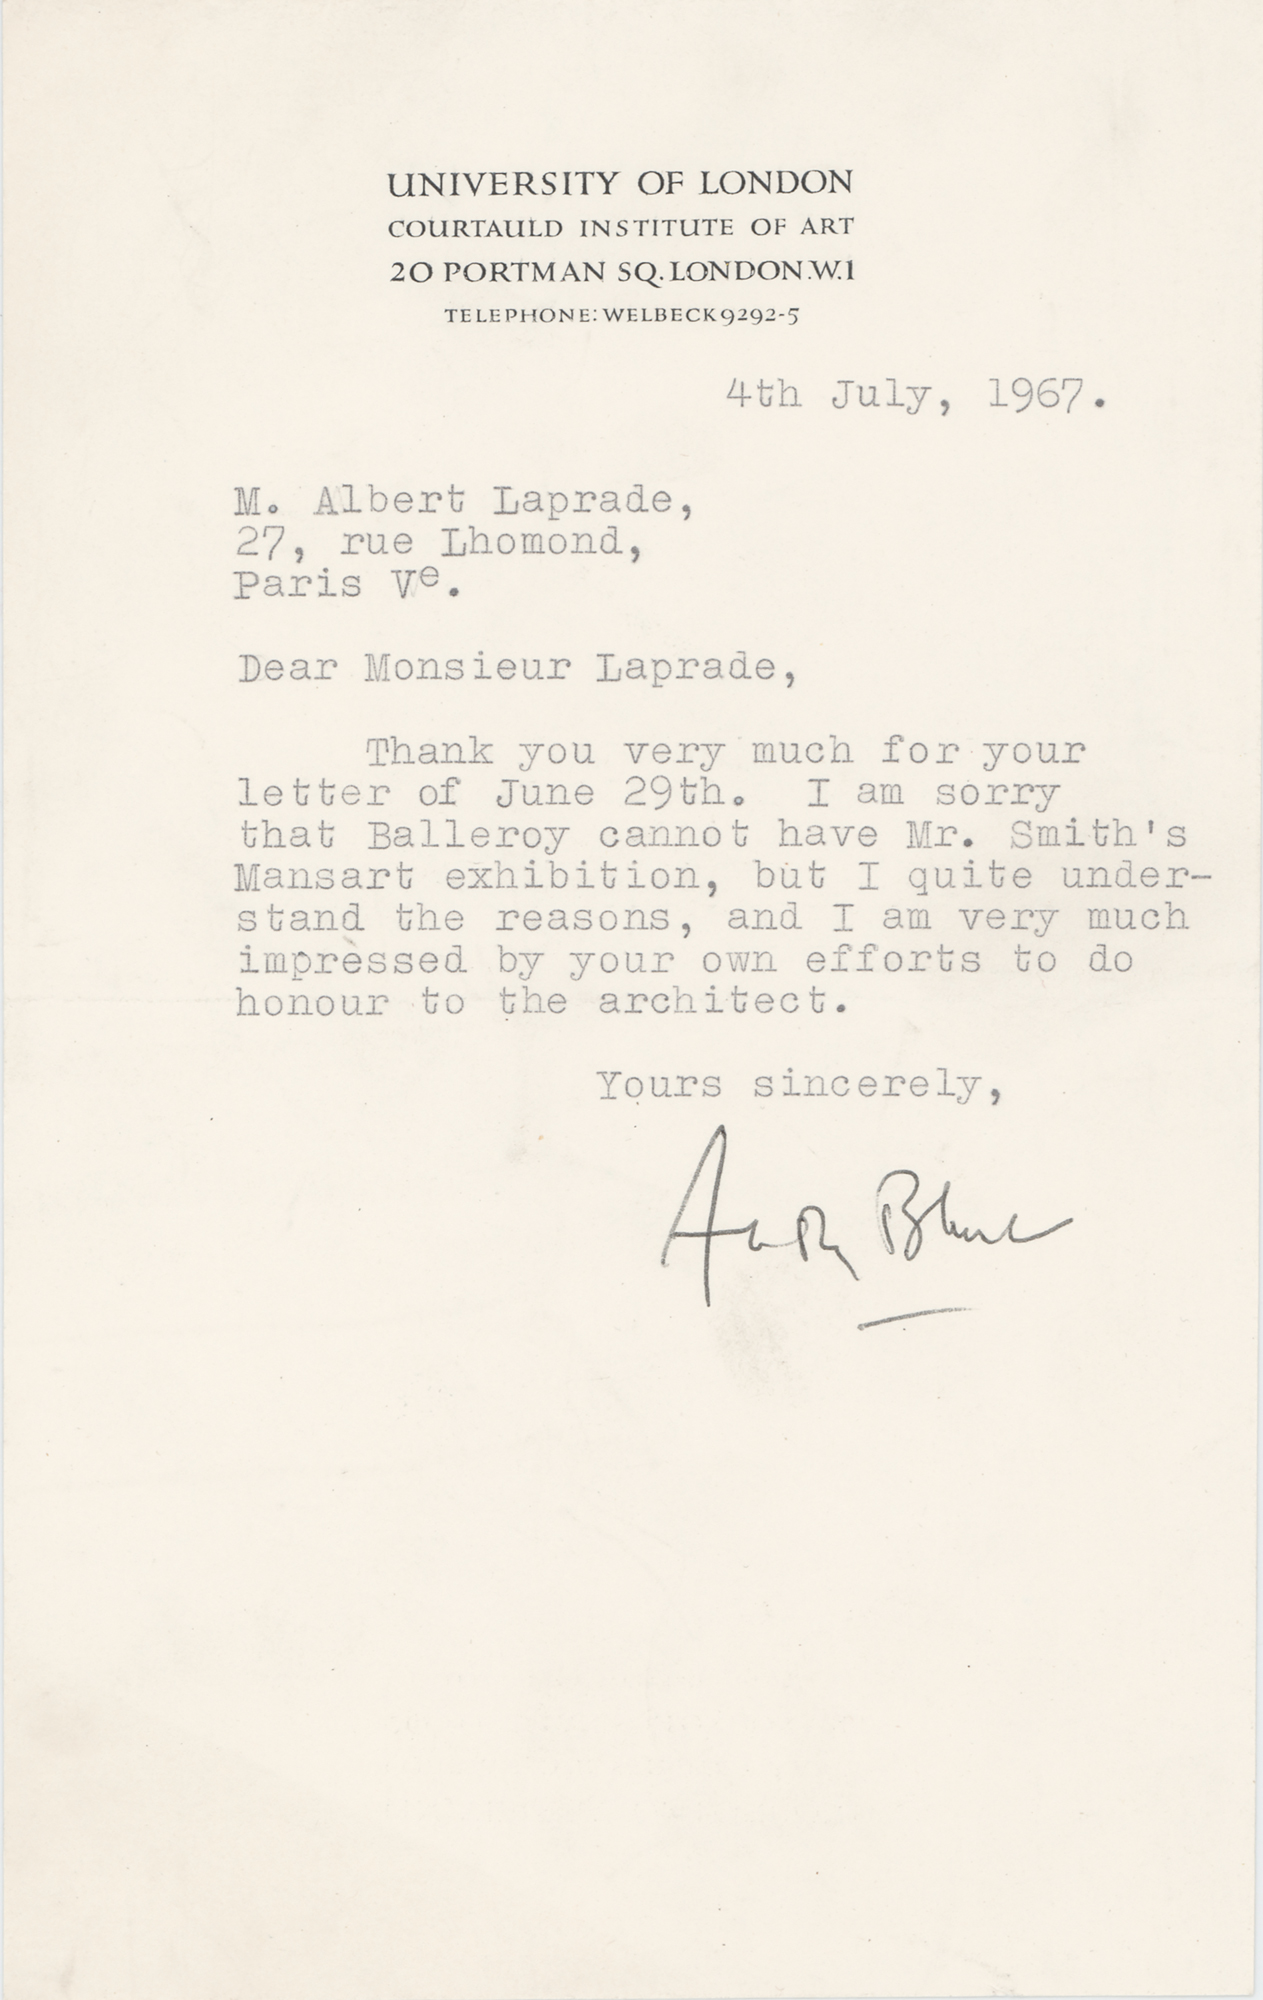 UNIVERSITY OF LONDON
COURTAULD INSTITUTE OF ART
20 PORTMAN SQ. LONDON.W.1
TELEPHONE: WELBECK 9292-5
4th July, 1967.
M. Albert Laprade,
27, rue Lhomond,
Paris Vᵉ.
Dear Monsieur Laprade,
Thank you very much for your
letter of June 29th. I am sorry
that Balleroy cannot have Mr. Smith's
Mansart exhibition, but I quite under-
stand the reasons, and I am very much
impressed by your own efforts to do
honour to the architect.
Yours sincerely,
Anthony Blunt